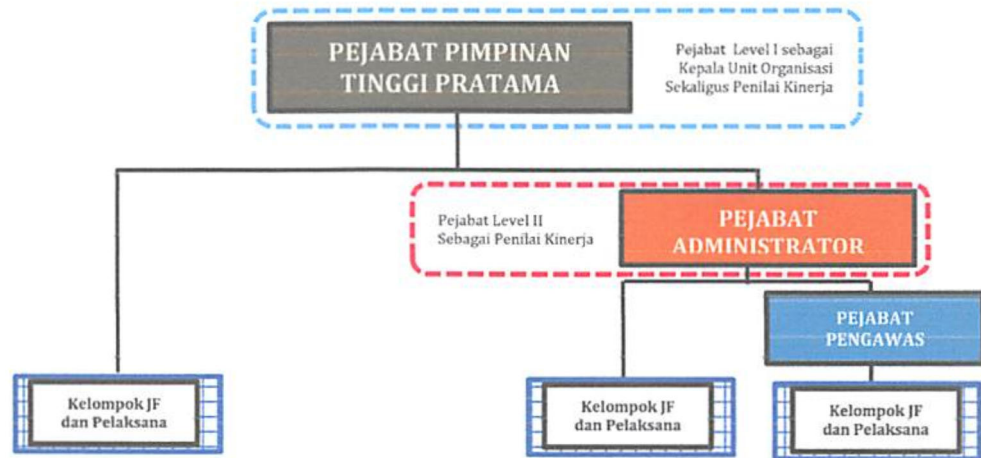 PEJABAT PIMPINAN
TINGGI PRATAMA
Pejabat Level I sebagai
Kepala Unit Organisasi
Sekaligus Penilai Kinerja
Pejabat Level II
Sebagai Penilai Kinerja
PEJABAT
ADMINISTRATOR
PEJABAT
PENGAWAS
Kelompok JF
dan Pelaksana
Kelompok JF
dan Pelaksana
Kelompok JF
dan Pelaksana